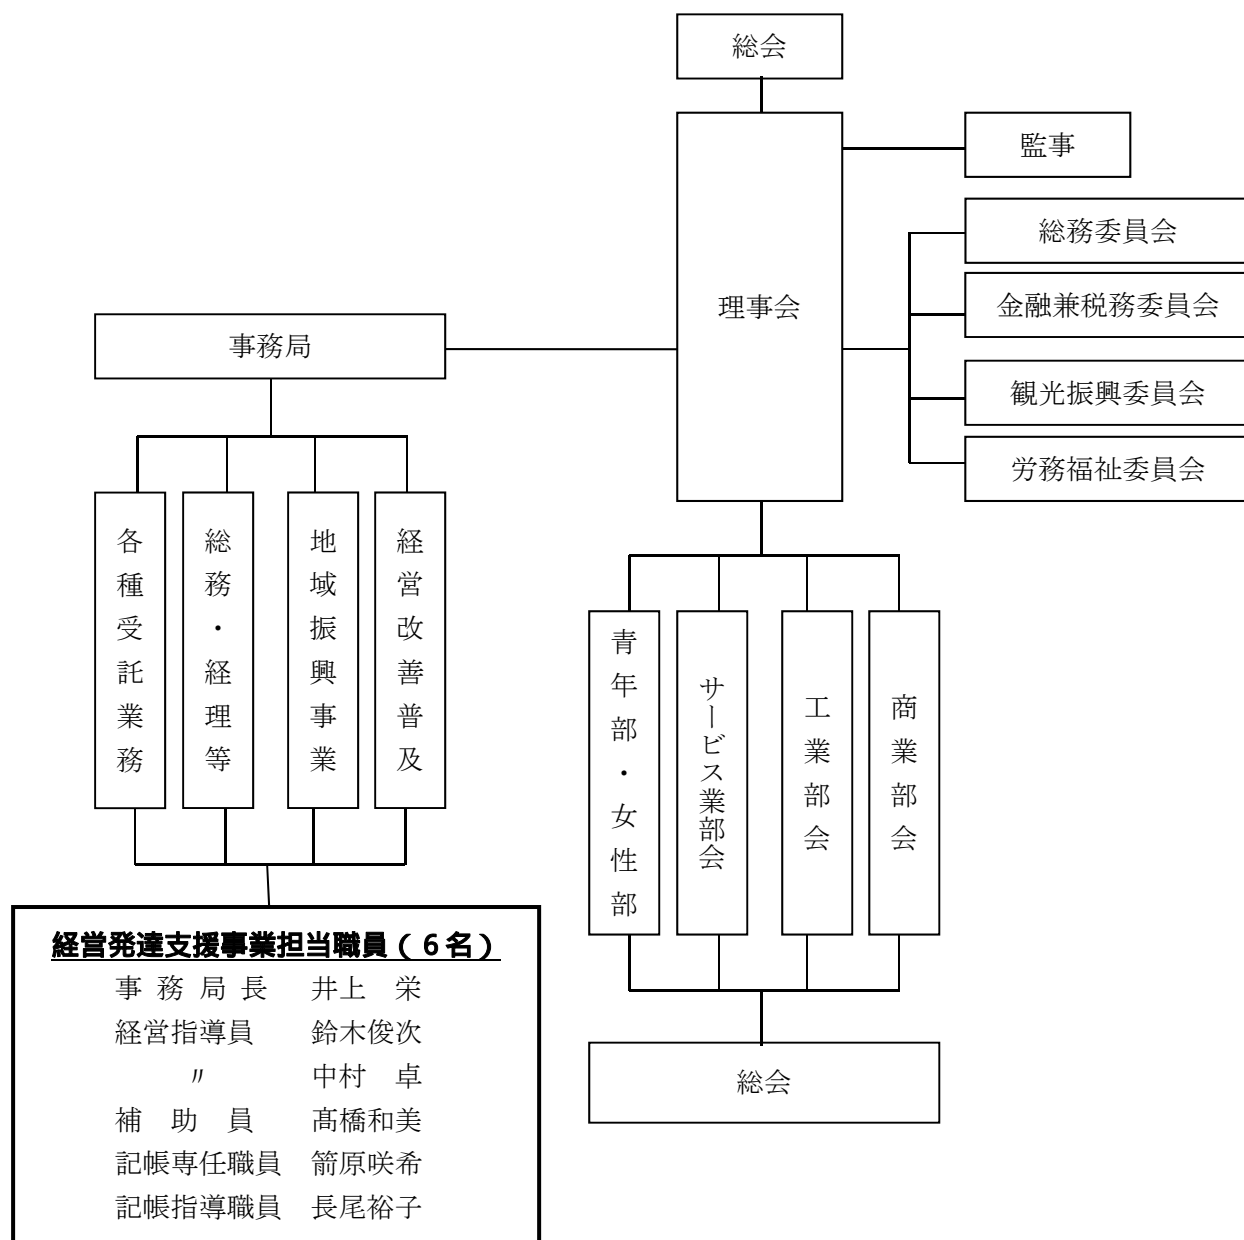 総会
理事会
監事
総務委員会
金融兼税務委員会
観光振興委員会
労務福祉委員会
事務局
各種受託業務
総務・経理等
地域振興事業
経営改善普及
青年部・女性部
サービス業部会
工業部会
商業部会
経営発達支援事業担当職員（６名）
事務局長 井上 栄
経営指導員 鈴木俊次
〃 中村 卓
補助員 髙橋和美
記帳専任職員 箭原咲希
記帳指導職員 長尾裕子
総会